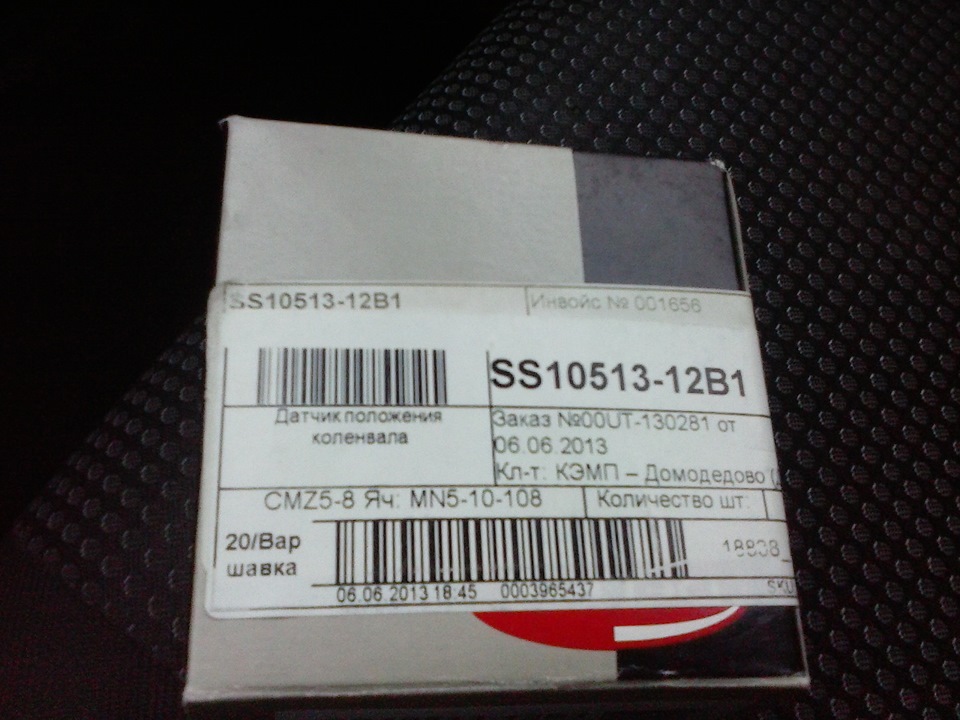 SS10513-12B1
Инвойс № 001656
SS10513-12B1
Датчик положения
коленвала
Заказ №00UT-130281 от
06.06.2013
Кл-т: КЭМП – Домодедово
CMZ5-8 Яч: MN5-10-108
Количество шт:
20/Вар
шавка
06.06.2013 18:45 0003965437
SKU